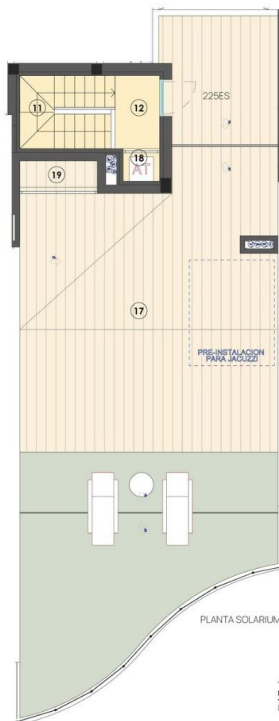 225ES
11
12
18
AT
19
17
PRE-INSTALACION
PARA JACUZZI
PLANTA SOLARIUM